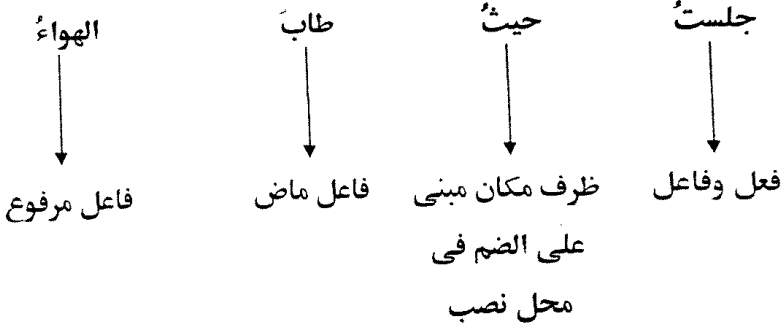 جلستُ حيثُ طابَ الهواءُ
فعل وفاعل ظرف مكان مبنى فاعل ماض فاعل مرفوع
على الضم فى
محل نصب